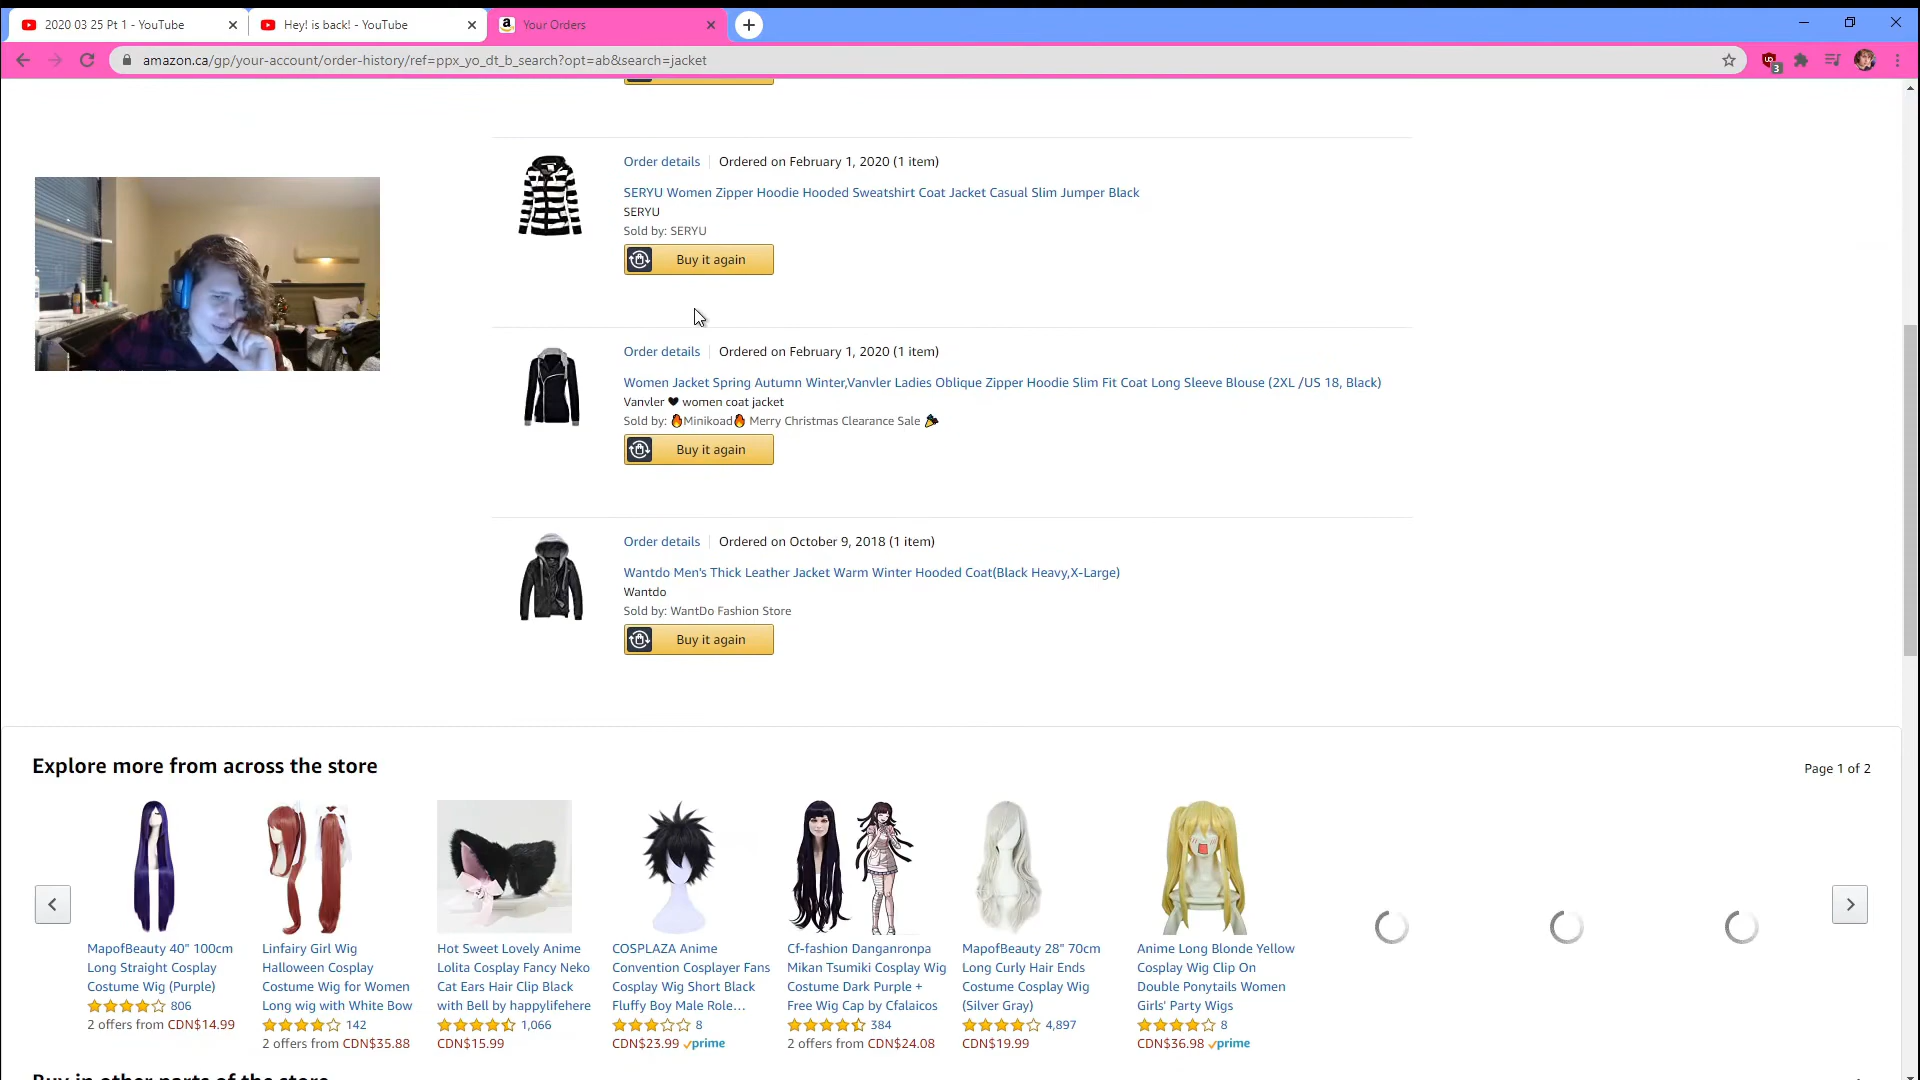 2020 03 25 Pt 1 - YouTube
Hey! is back! - YouTube
Your Orders
amazon.ca/gp/your-account/order-history/ref=ppx_yo_dt_b_search?opt=ab&search=jacket
3
Order details
Ordered on February 1, 2020 (1 item)
SERYU Women Zipper Hoodie Hooded Sweatshirt Coat Jacket Casual Slim Jumper Black
SERYU
Sold by: SERYU
Buy it again
Order details
Ordered on February 1, 2020 (1 item)
Women Jacket Spring Autumn Winter,Vanvler Ladies Oblique Zipper Hoodie Slim Fit Coat Long Sleeve Blouse (2XL /US 18, Black)
Vanvler ❤ women coat jacket
Sold by: 🔥Minikoad🔥 Merry Christmas Clearance Sale 🎉
Buy it again
Order details
Ordered on October 9, 2018 (1 item)
Wantdo Men's Thick Leather Jacket Warm Winter Hooded Coat(Black Heavy,X-Large)
Wantdo
Sold by: WantDo Fashion Store
Buy it again
Explore more from across the store
Page 1 of 2
MapofBeauty 40" 100cm
Long Straight Cosplay
Costume Wig (Purple)
806
2 offers from CDN$14.99
Linfairy Girl Wig
Halloween Cosplay
Costume Wig for Women
Long wig with White Bow
142
2 offers from CDN$35.88
Hot Sweet Lovely Anime
Lolita Cosplay Fancy Neko
Cat Ears Hair Clip Black
with Bell by happylifehere
1,066
CDN$15.99
COSPLAZA Anime
Convention Cosplayer Fans
Cosplay Wig Short Black
Fluffy Boy Male Role…
8
CDN$23.99 prime
Cf-fashion Danganronpa
Mikan Tsumiki Cosplay Wig
Costume Dark Purple +
Free Wig Cap by Cfalaicos
384
2 offers from CDN$24.08
MapofBeauty 28" 70cm
Long Curly Hair Ends
Costume Cosplay Wig
(Silver Gray)
4,897
CDN$19.99
Anime Long Blonde Yellow
Cosplay Wig Clip On
Double Ponytails Women
Girls' Party Wigs
8
CDN$36.98 prime
Buy in other parts of the store